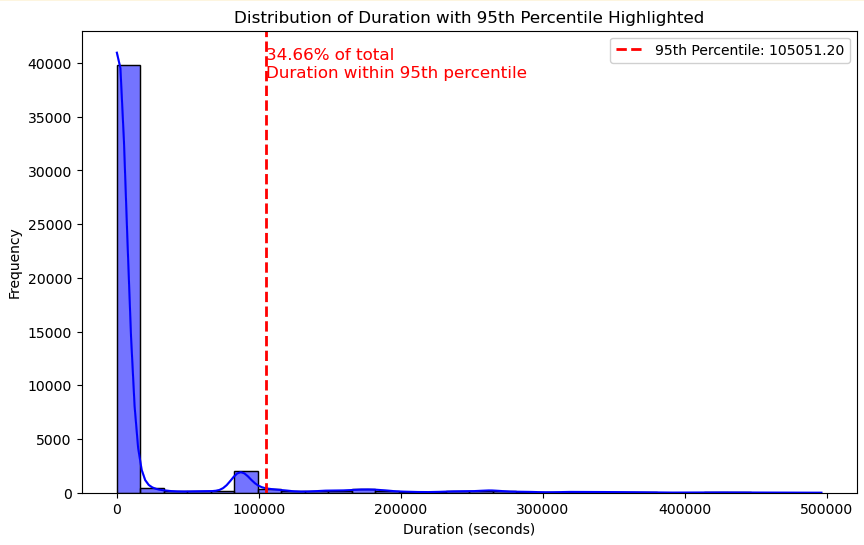 Distribution of Duration with 95th Percentile Highlighted
34.66% of total
Duration within 95th percentile
95th Percentile: 105051.20
Frequency
40000
35000
30000
25000
20000
15000
10000
5000
0
0
100000
200000
300000
400000
500000
Duration (seconds)